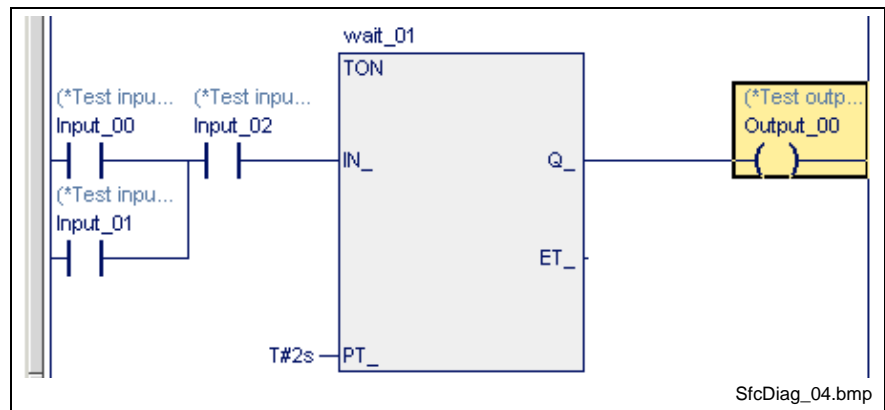 wait_01
TON
(*Test inpu... (*Test inpu... (*Test outp...
Input_00 Input_02 Output_00
IN_ Q_
(*Test inpu...
Input_01
ET_
T#2s PT_
SfcDiag_04.bmp